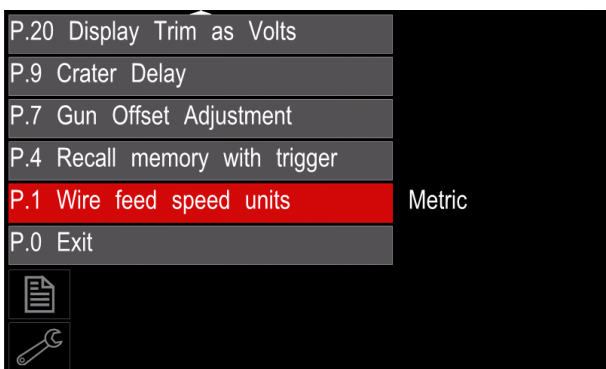 P.20 Display Trim as Volts
P.9 Crater Delay
P.7 Gun Offset Adjustment
P.4 Recall memory with trigger
P.1 Wire feed speed units Metric
P.0 Exit